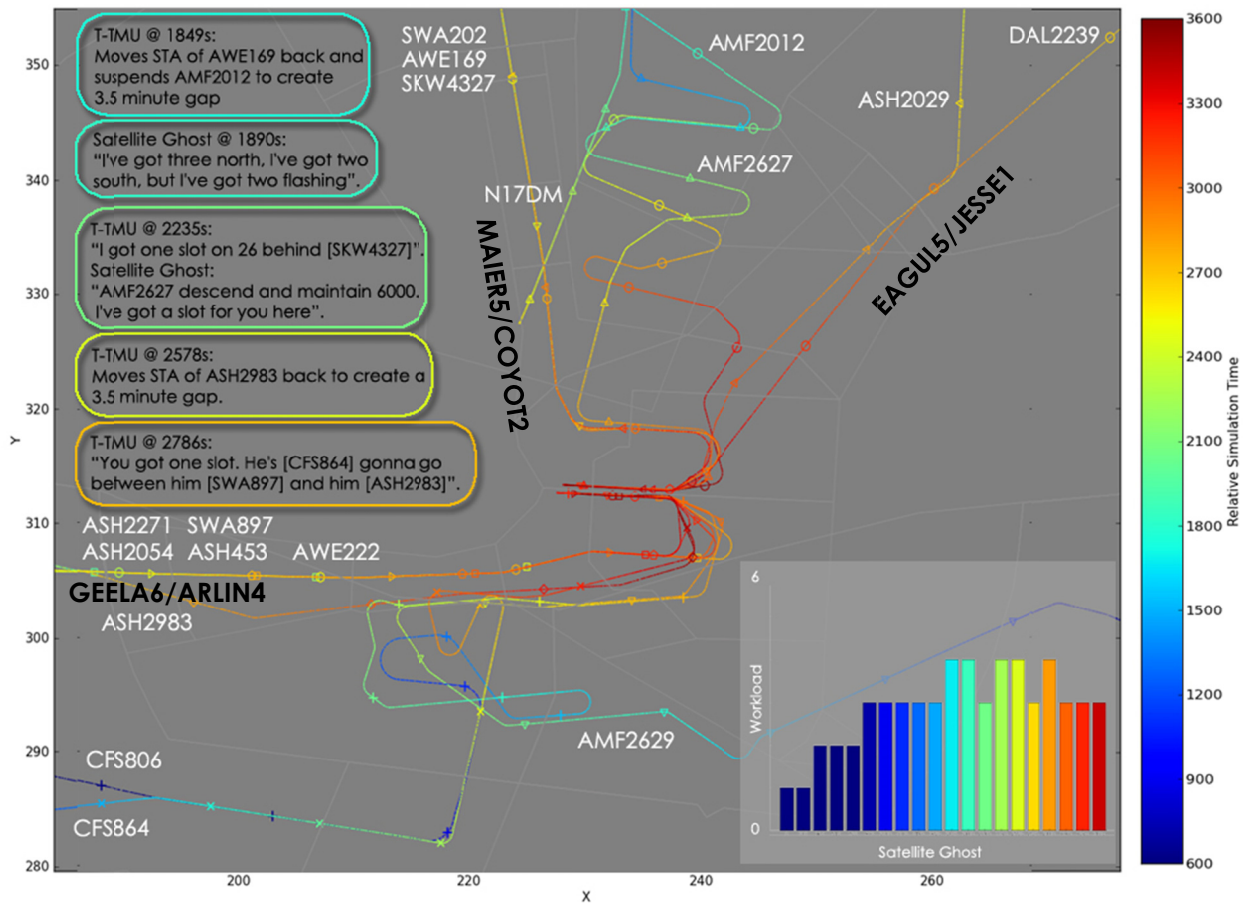 T-TMU @ 1849s:
Moves STA of AWE169 back and
suspends AMF2012 to create
3.5 minute gap
Satellite Ghost @ 1890s:
"I've got three north, I've got two
south, but I've got two flashing".
T-TMU @ 2235s:
"I got one slot on 26 behind [SKW4327]".
Satellite Ghost:
"AMF2627 descend and maintain 6000.
I've got a slot for you here".
T-TMU @ 2578s:
Moves STA of ASH2983 back to create a
3.5 minute gap.
T-TMU @ 2786s:
"You got one slot. He's [CFS864] gonna go
between him [SWA897] and him [ASH2983]".
SWA202
AWE169
SKW4327
AMF2012
DAL2239
ASH2029
AMF2627
N17DM
MAIER5/COYOT2
EAGUL5/JESSE1
ASH2271 SWA897
ASH2054 ASH453 AWE222
GEELA6/ARLIN4
ASH2983
AMF2629
CFS806
CFS864
350
340
330
320
310
300
290
280
Y
200
220
240
260
X
6
0
Workload
Satellite Ghost
3600
3300
3000
2700
2400
2100
1800
1500
1200
900
600
Relative Simulation Time